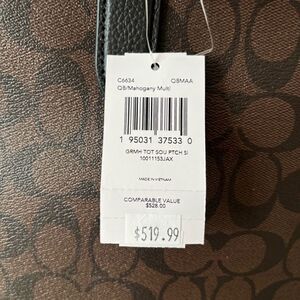 C6634 QBMAA
QB/Mahogany Multi
1 95031 37533 0
GRMH TOT SOU PTCH SI
10011153JAX
MADE IN VIETNAM
COMPARABLE VALUE
$528.00
$519.99